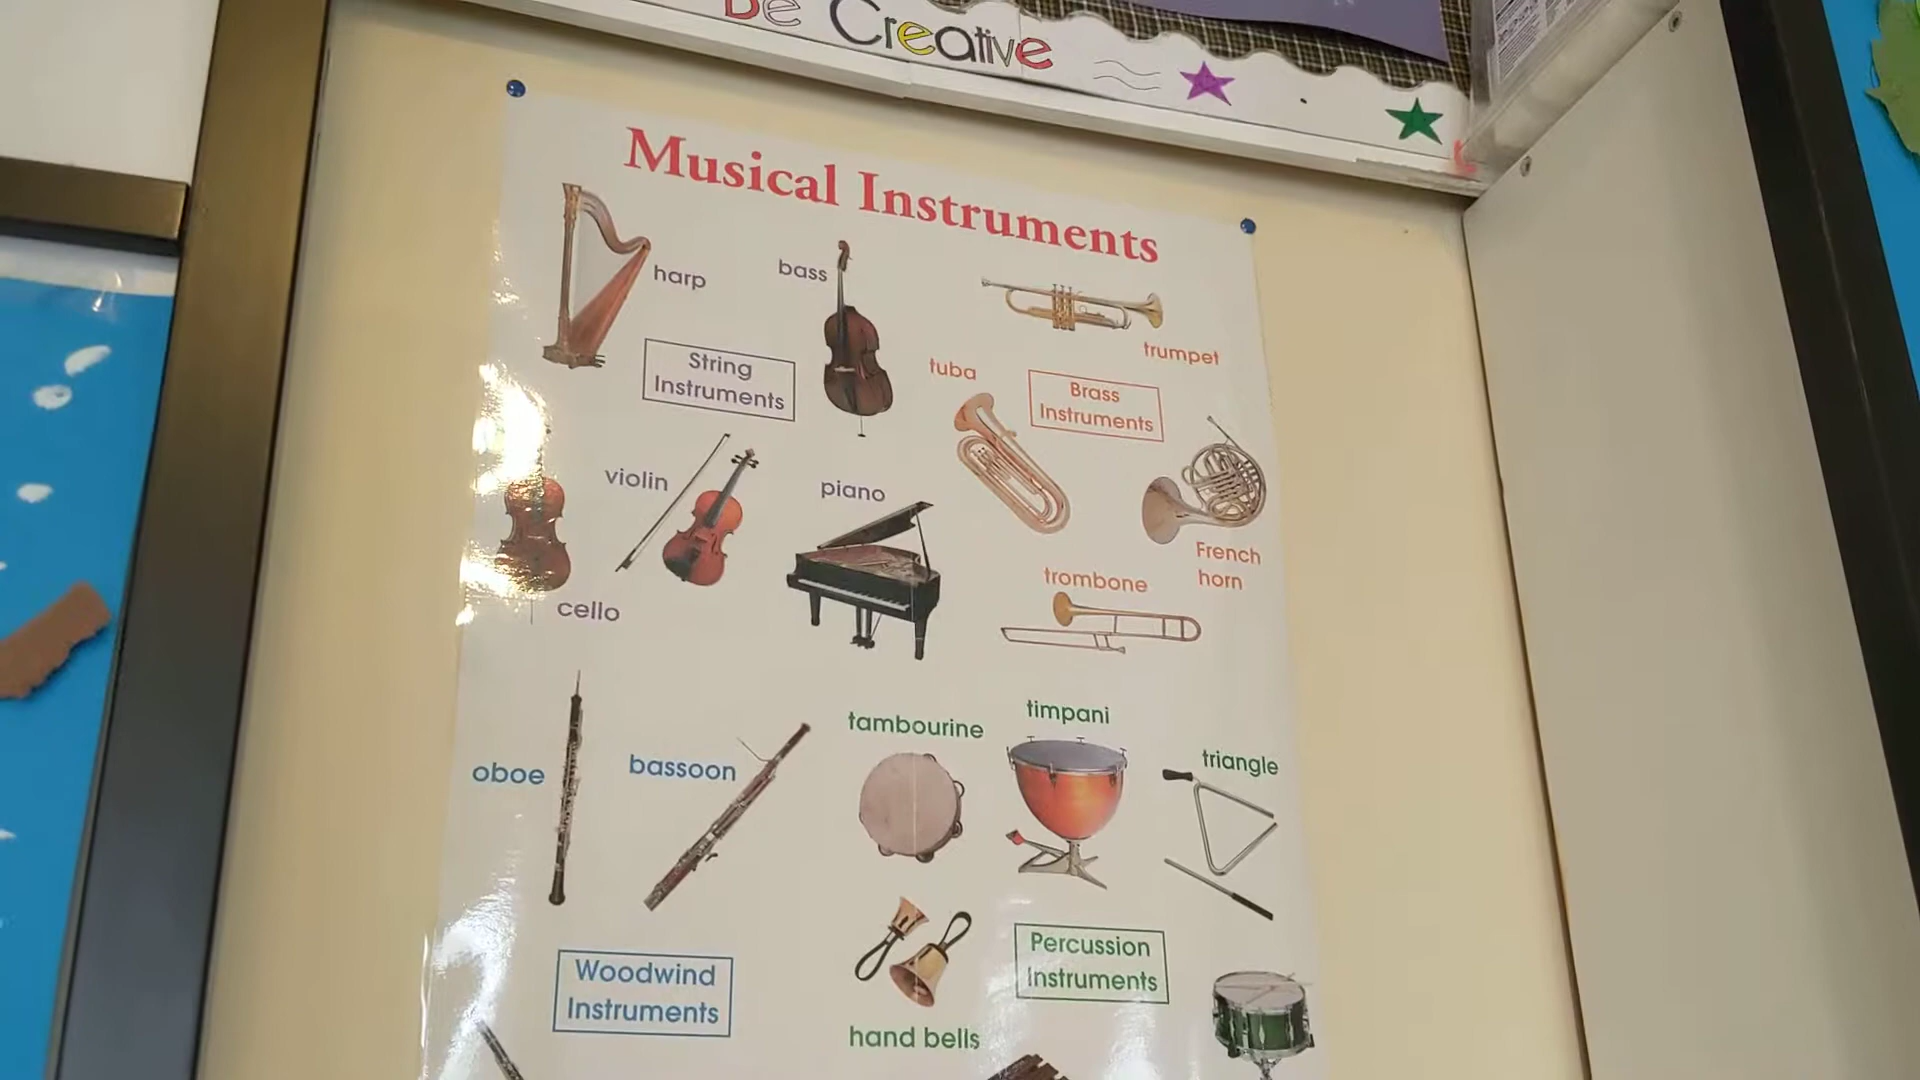 Be Creative
Musical Instruments
harp
bass
trumpet
String
Instruments
tuba
Brass
Instruments
violin
piano
French
horn
cello
trombone
oboe
bassoon
tambourine
timpani
triangle
Woodwind
Instruments
Percussion
Instruments
hand bells